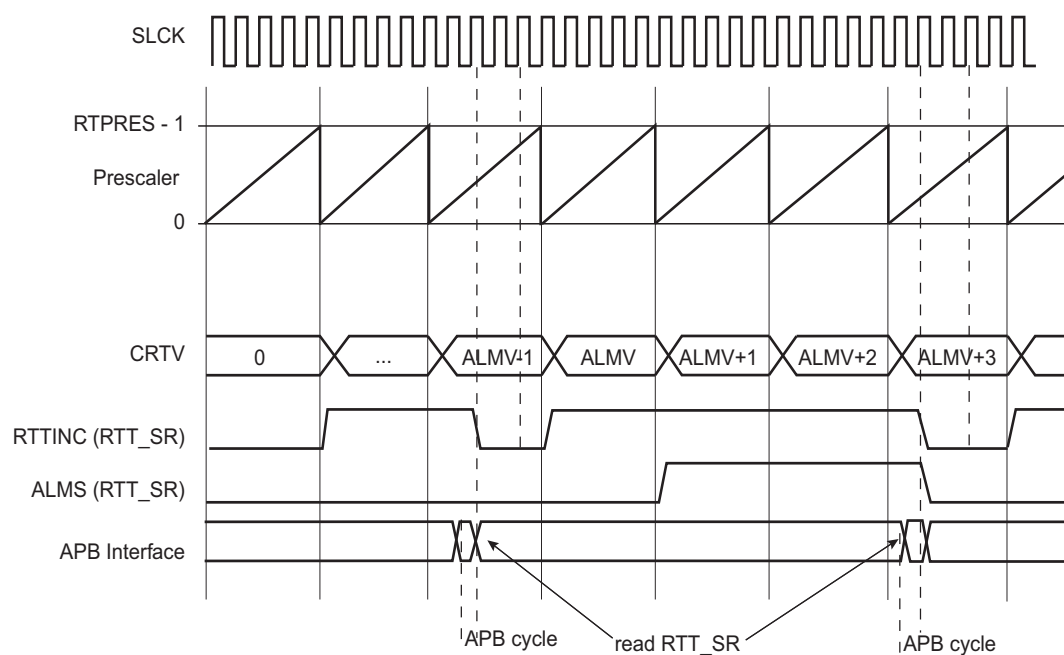 SLCK
RTPRES - 1
Prescaler
0
CRTV
0
...
ALMV-1
ALMV
ALMV+1
ALMV+2
ALMV+3
RTTINC (RTT_SR)
ALMS (RTT_SR)
APB Interface
APB cycle
read RTT_SR
APB cycle